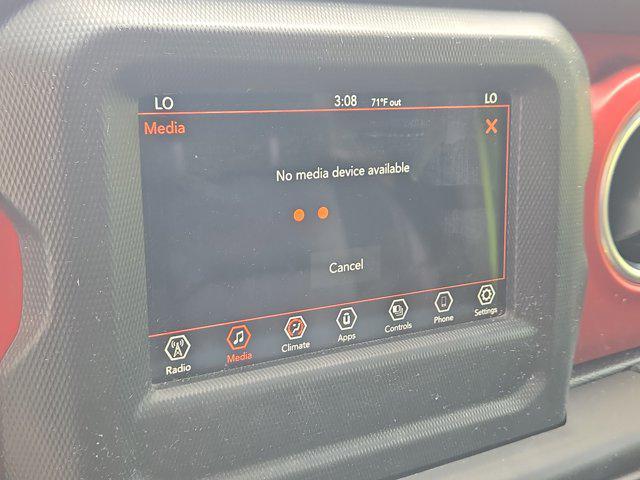 LO 3:08 71°F out LO
Media X
No media device available
Cancel
Radio Media Climate Apps Controls Phone Settings